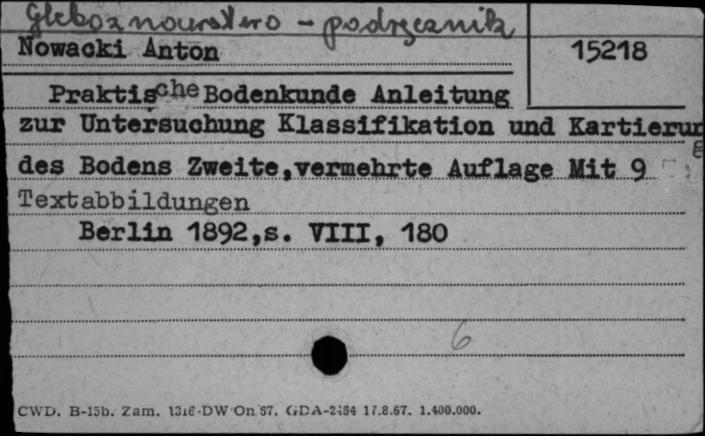 Gleboznawstwo - podręcznik
Nowacki Anton
15218
Praktische Bodenkunde Anleitung
zur Untersuchung Klassifikation und Kartierung
des Bodens Zweite, vermehrte Auflage Mit 9
Textabbildungen
Berlin 1892, s. VIII, 180
6
CWD. B-15b. Zam. 1316 DW On 67. GDA-2484 17.8.67. 1.400.000.